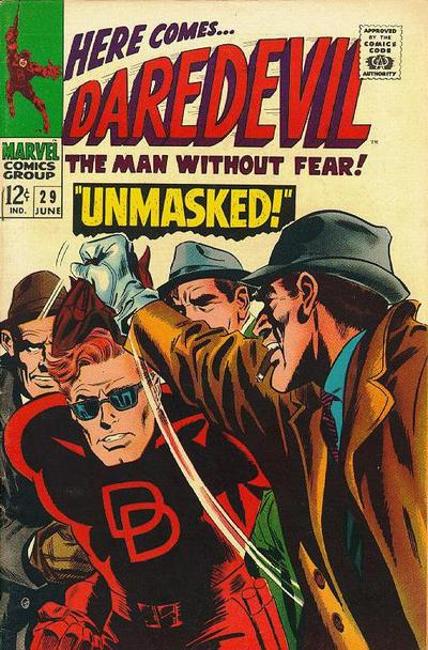 HERE COMES...
DAREDEVIL
TM
THE MAN WITHOUT FEAR!
"UNMASKED!"
APPROVED
BY THE
COMICS
CODE
AUTHORITY
MARVEL
COMICS
GROUP
12¢ 29
IND. JUNE
DD